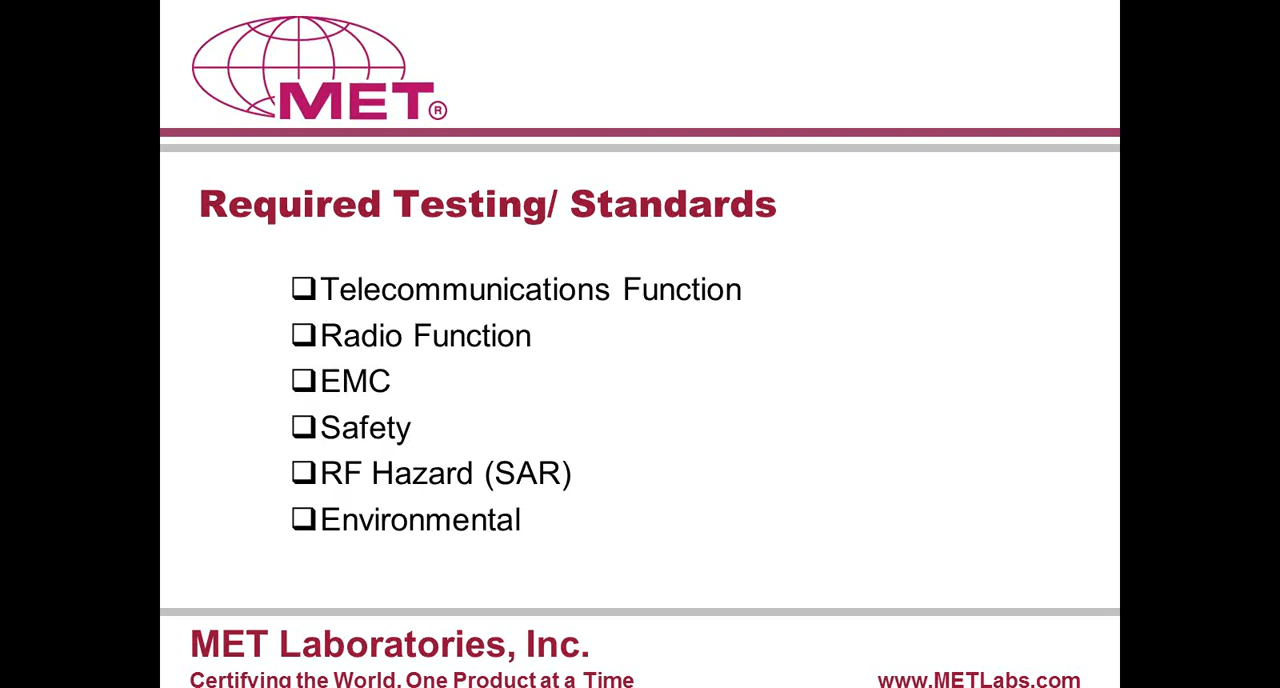 MET®
Required Testing/ Standards
❑Telecommunications Function
❑Radio Function
❑EMC
❑Safety
❑RF Hazard (SAR)
❑Environmental
MET Laboratories, Inc.
Certifying the World, One Product at a Time www.METLabs.com